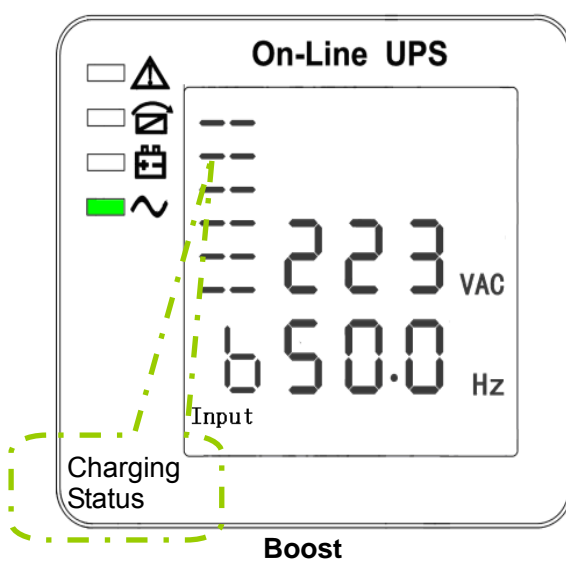 On-Line UPS
223 VAC
b 50.0 Hz
Input
Charging
Status
Boost